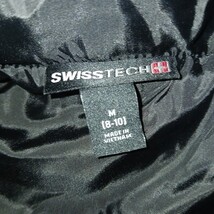 SWISSTECH
M
(8-10)
MADE IN
VIETNAM